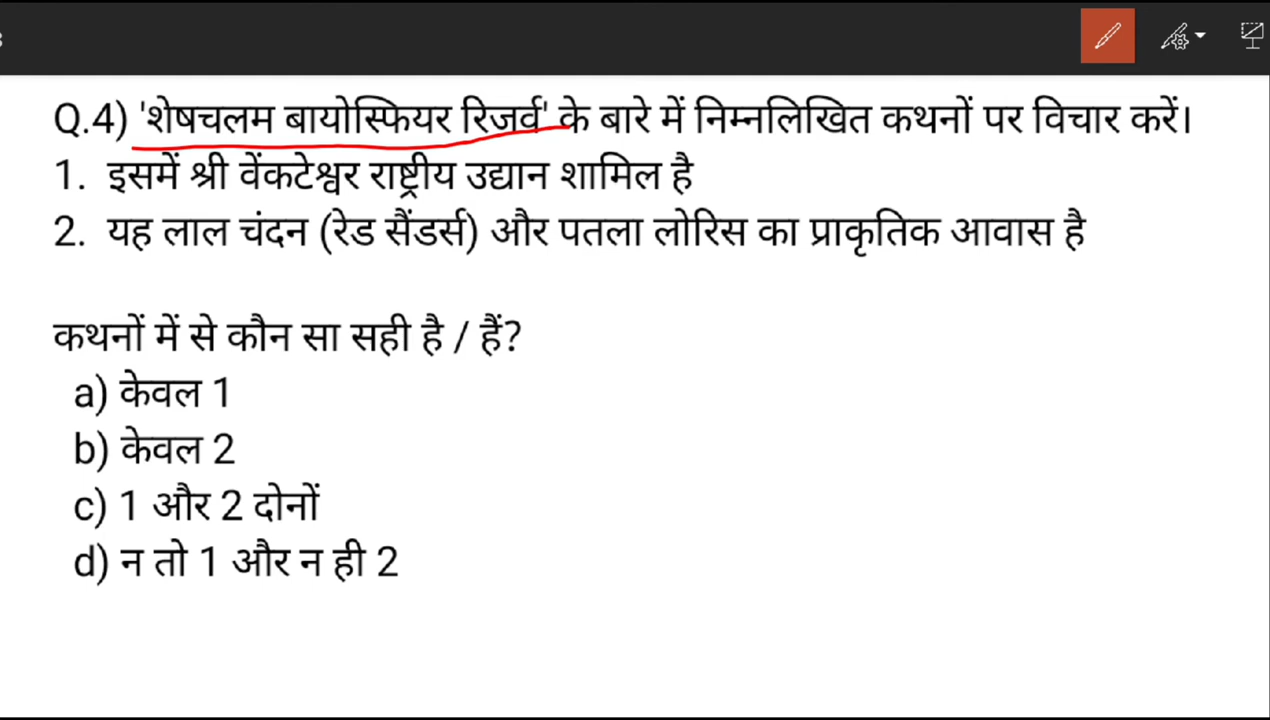 Q.4) 'शेषचलम बायोस्फियर रिजर्व' के बारे में निम्नलिखित कथनों पर विचार करें।
1. इसमें श्री वेंकटेश्वर राष्ट्रीय उद्यान शामिल है
2. यह लाल चंदन (रेड सैंडर्स) और पतला लोरिस का प्राकृतिक आवास है
कथनों में से कौन सा सही है / हैं?
a) केवल 1
b) केवल 2
c) 1 और 2 दोनों
d) न तो 1 और न ही 2